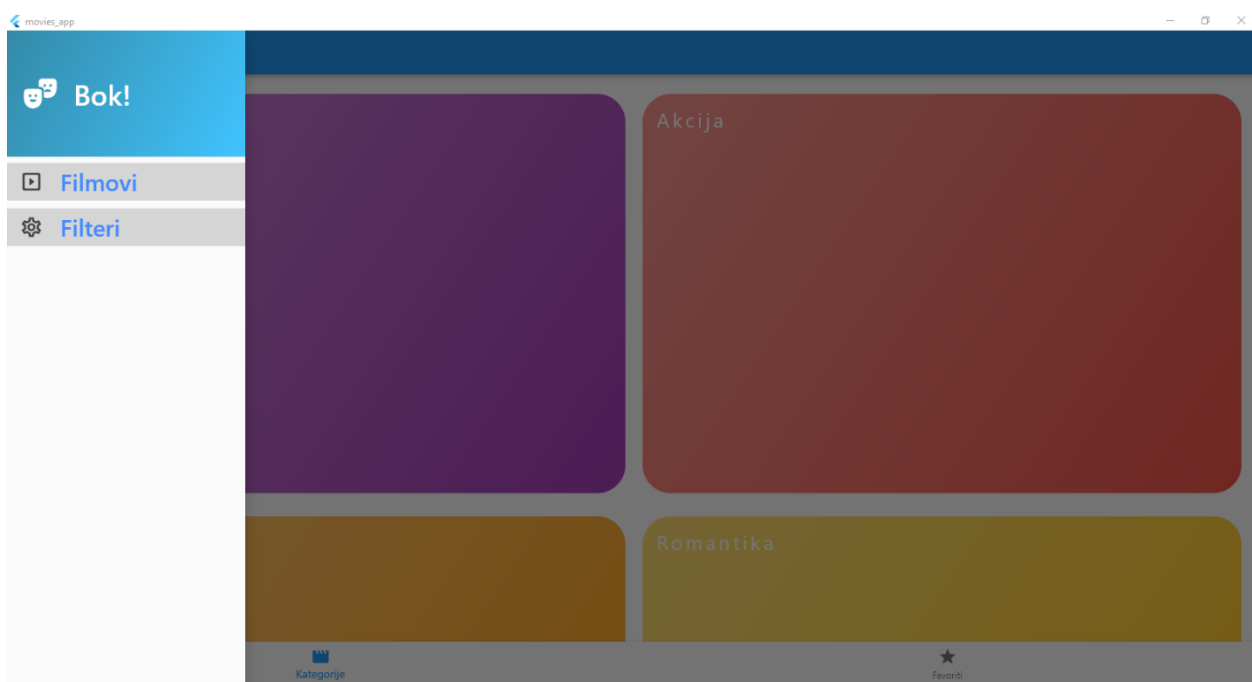 movies_app
Bok!
Filmovi
Filteri
Akcija
Romantika
Kategorije
Favoriti